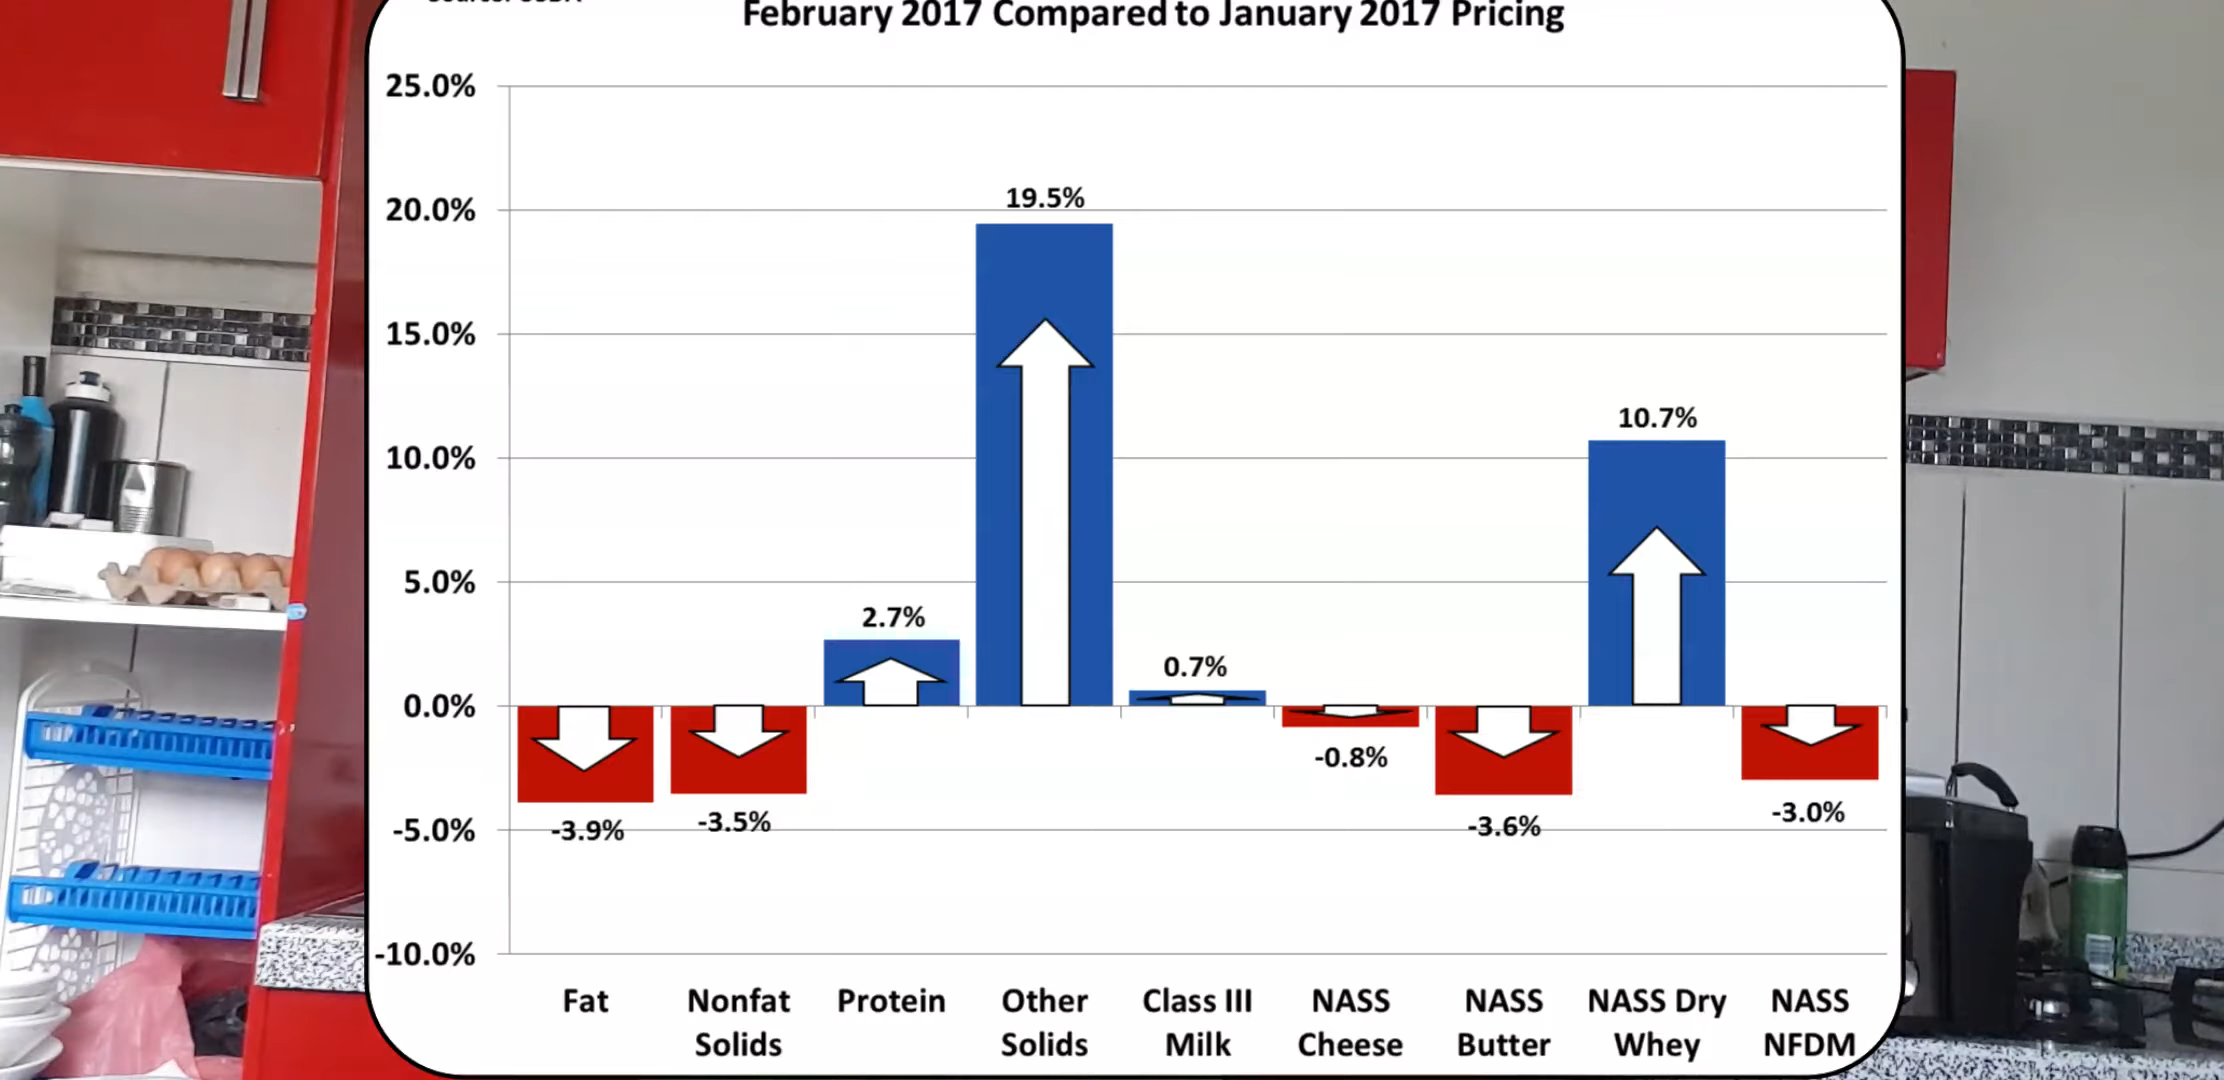 February 2017 Compared to January 2017 Pricing
25.0%
20.0%
15.0%
10.0%
5.0%
0.0%
-5.0%
-10.0%
-3.9%
-3.5%
2.7%
19.5%
0.7%
-0.8%
-3.6%
10.7%
-3.0%
Fat
Nonfat
Solids
Protein
Other
Solids
Class III
Milk
NASS
Cheese
NASS
Butter
NASS Dry
Whey
NASS
NFDM